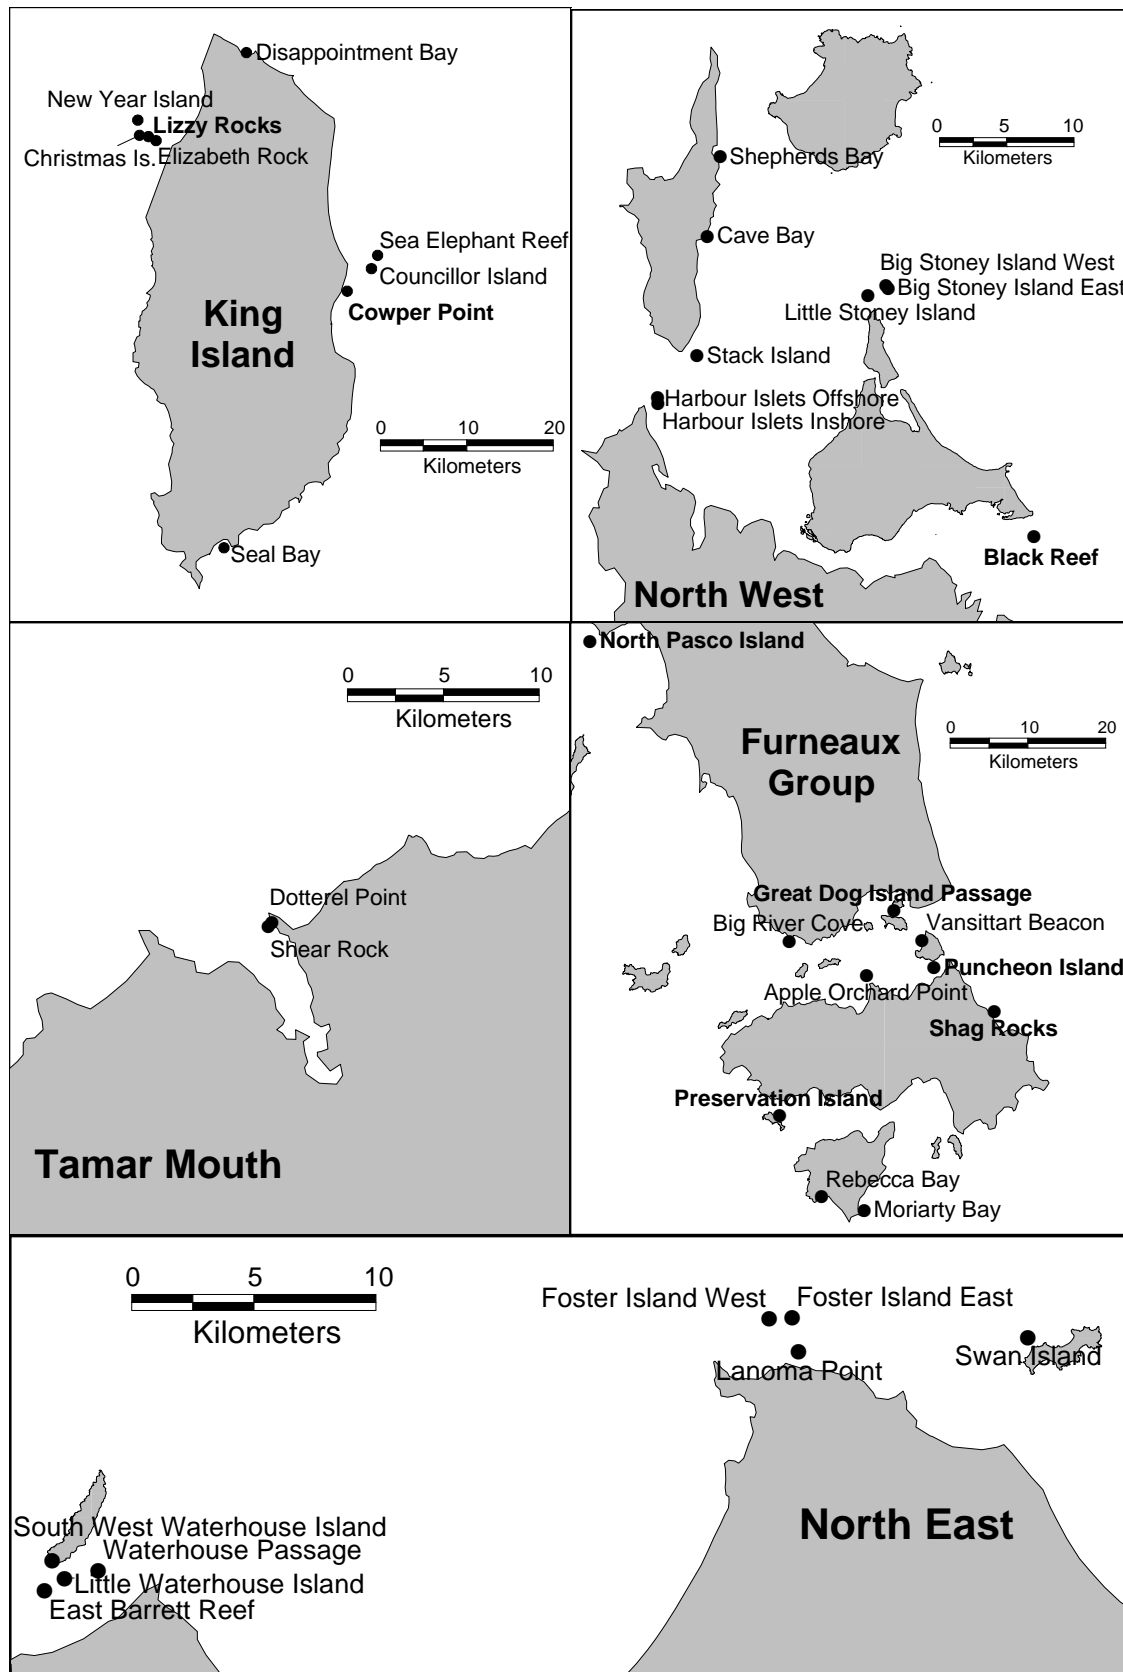 Disappointment Bay
New Year Island
Lizzy Rocks
Christmas Is.
Elizabeth Rock
Sea Elephant Reef
Councillor Island
Cowper Point
King
Island
0 10 20
Kilometers
Seal Bay
0 5 10
Kilometers
Shepherds Bay
Cave Bay
Big Stoney Island West
Big Stoney Island East
Little Stoney Island
Stack Island
Harbour Islets Offshore
Harbour Islets Inshore
Black Reef
North West
0 5 10
Kilometers
Dotterel Point
Shear Rock
Tamar Mouth
North Pasco Island
Furneaux
Group
0 10 20
Kilometers
Great Dog Island Passage
Big River Cove
Vansittart Beacon
Puncheon Island
Apple Orchard Point
Shag Rocks
Preservation Island
Rebecca Bay
Moriarty Bay
0 5 10
Kilometers
Foster Island West
Foster Island East
Lanoma Point
Swan Island
South West Waterhouse Island
Waterhouse Passage
Little Waterhouse Island
East Barrett Reef
North East